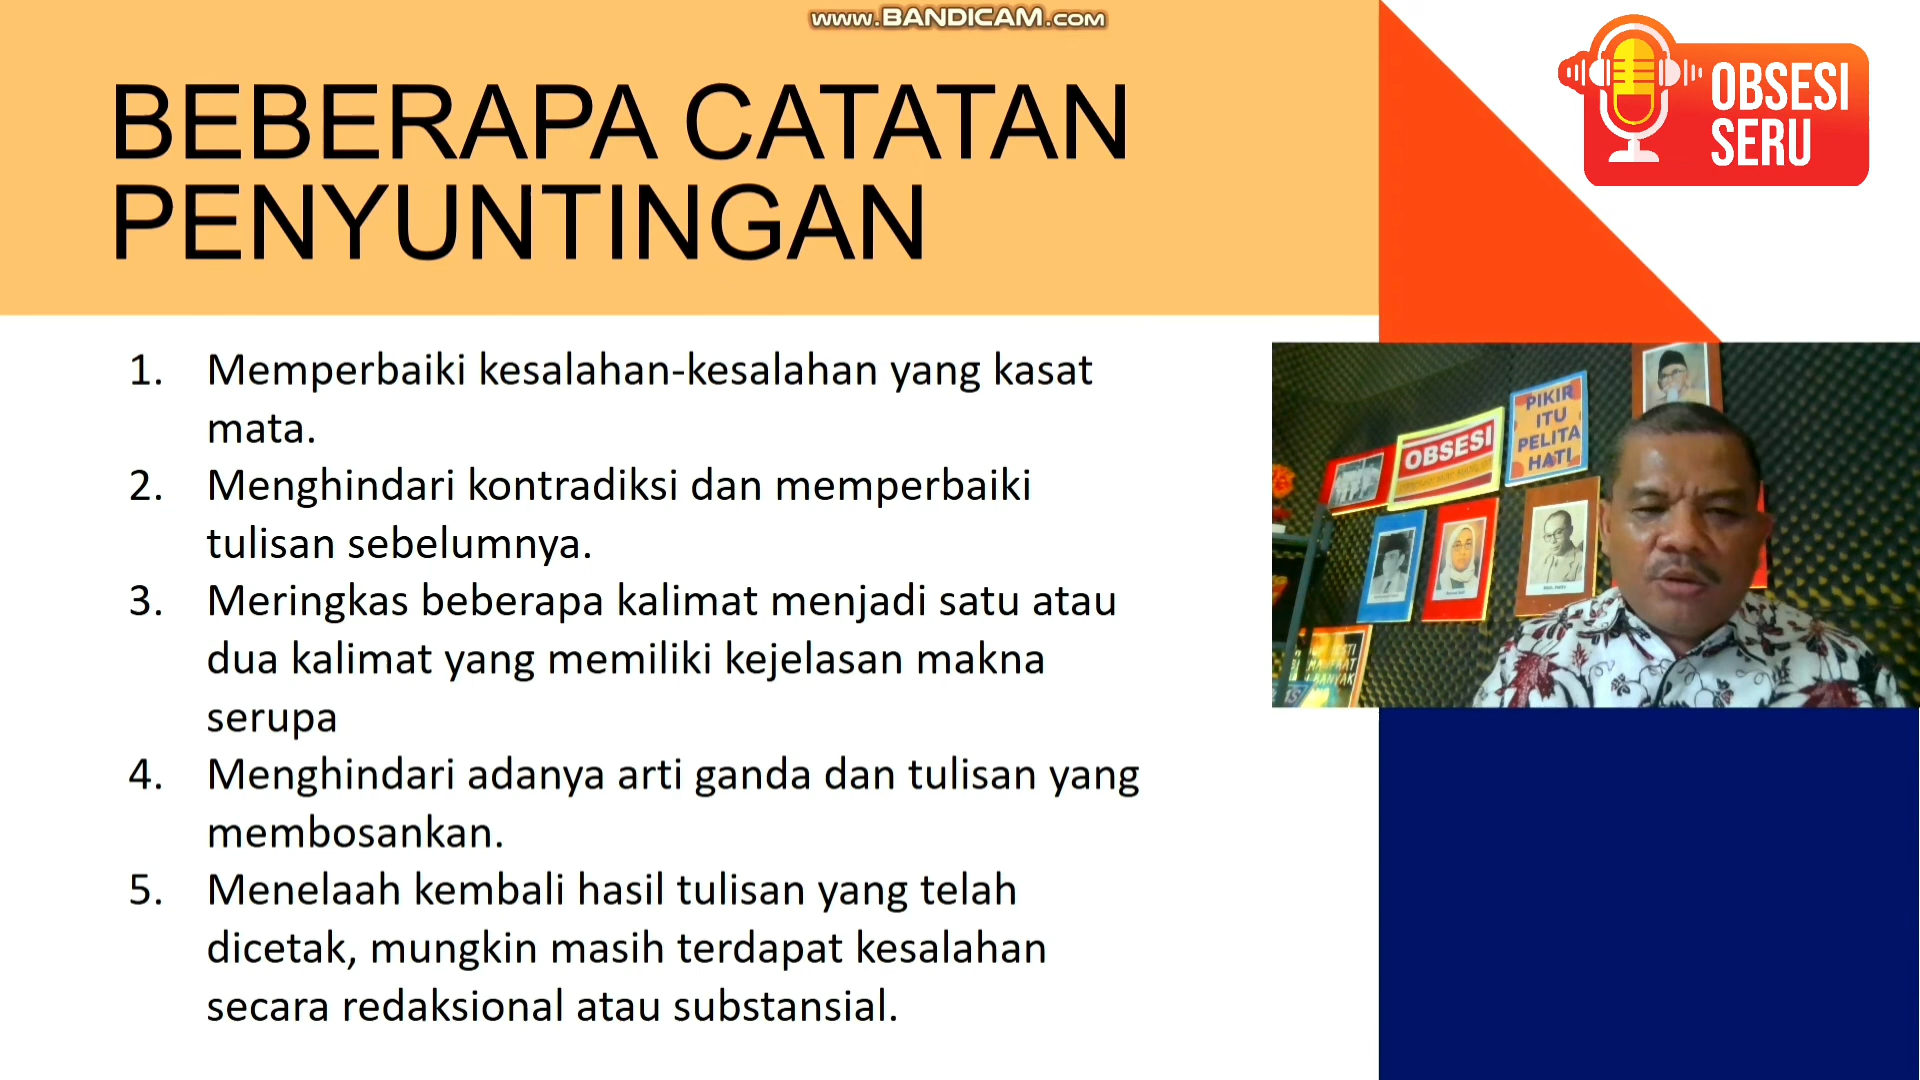 www.BANDICAM.com
BEBERAPA CATATAN
PENYUNTINGAN
OBSESI
SERU
1. Memperbaiki kesalahan-kesalahan yang kasat
mata.
2. Menghindari kontradiksi dan memperbaiki
tulisan sebelumnya.
3. Meringkas beberapa kalimat menjadi satu atau
dua kalimat yang memiliki kejelasan makna
serupa
4. Menghindari adanya arti ganda dan tulisan yang
membosankan.
5. Menelaah kembali hasil tulisan yang telah
dicetak, mungkin masih terdapat kesalahan
secara redaksional atau substansial.
OBSESI
PIKIR
ITU
PELITA
HATI
BANYAK